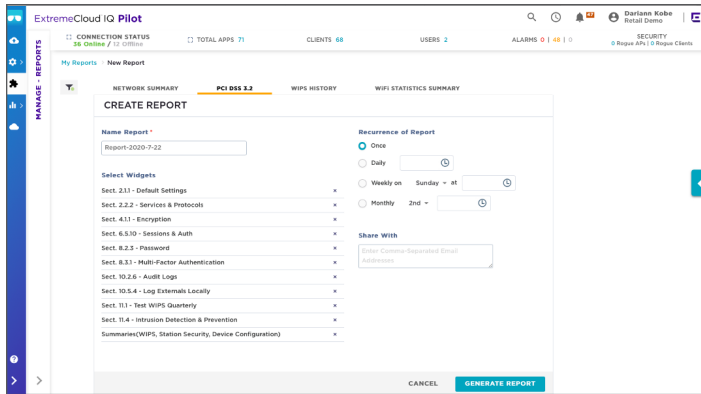 ExtremeCloud IQ Pilot
47
Dariann Kobe
Retail Demo
CONNECTION STATUS
36 Online / 12 Offline
TOTAL APPS 71
CLIENTS 68
USERS 2
ALARMS 0 | 48 | 0
SECURITY
0 Rogue APs | 0 Rogue Clients
MANAGE - REPORTS
My Reports > New Report
NETWORK SUMMARY
PCI DSS 3.2
WIPS HISTORY
WiFi STATISTICS SUMMARY
CREATE REPORT
Name Report *
Report-2020-7-22
Select Widgets
Sect. 2.1.1 - Default Settings ×
Sect. 2.2.2 - Services & Protocols ×
Sect. 4.1.1 - Encryption ×
Sect. 6.5.10 - Sessions & Auth ×
Sect. 8.2.3 - Password ×
Sect. 8.3.1 - Multi-Factor Authentication ×
Sect. 10.2.6 - Audit Logs ×
Sect. 10.5.4 - Log Externals Locally ×
Sect. 11.1 - Test WIPS Quarterly ×
Sect. 11.4 - Intrusion Detection & Prevention ×
Summaries(WIPS, Station Security, Device Configuration) ×
Recurrence of Report
Once
Daily
Weekly on Sunday at
Monthly 2nd
Share With
Enter Comma-Separated Email
Addresses
CANCEL
GENERATE REPORT